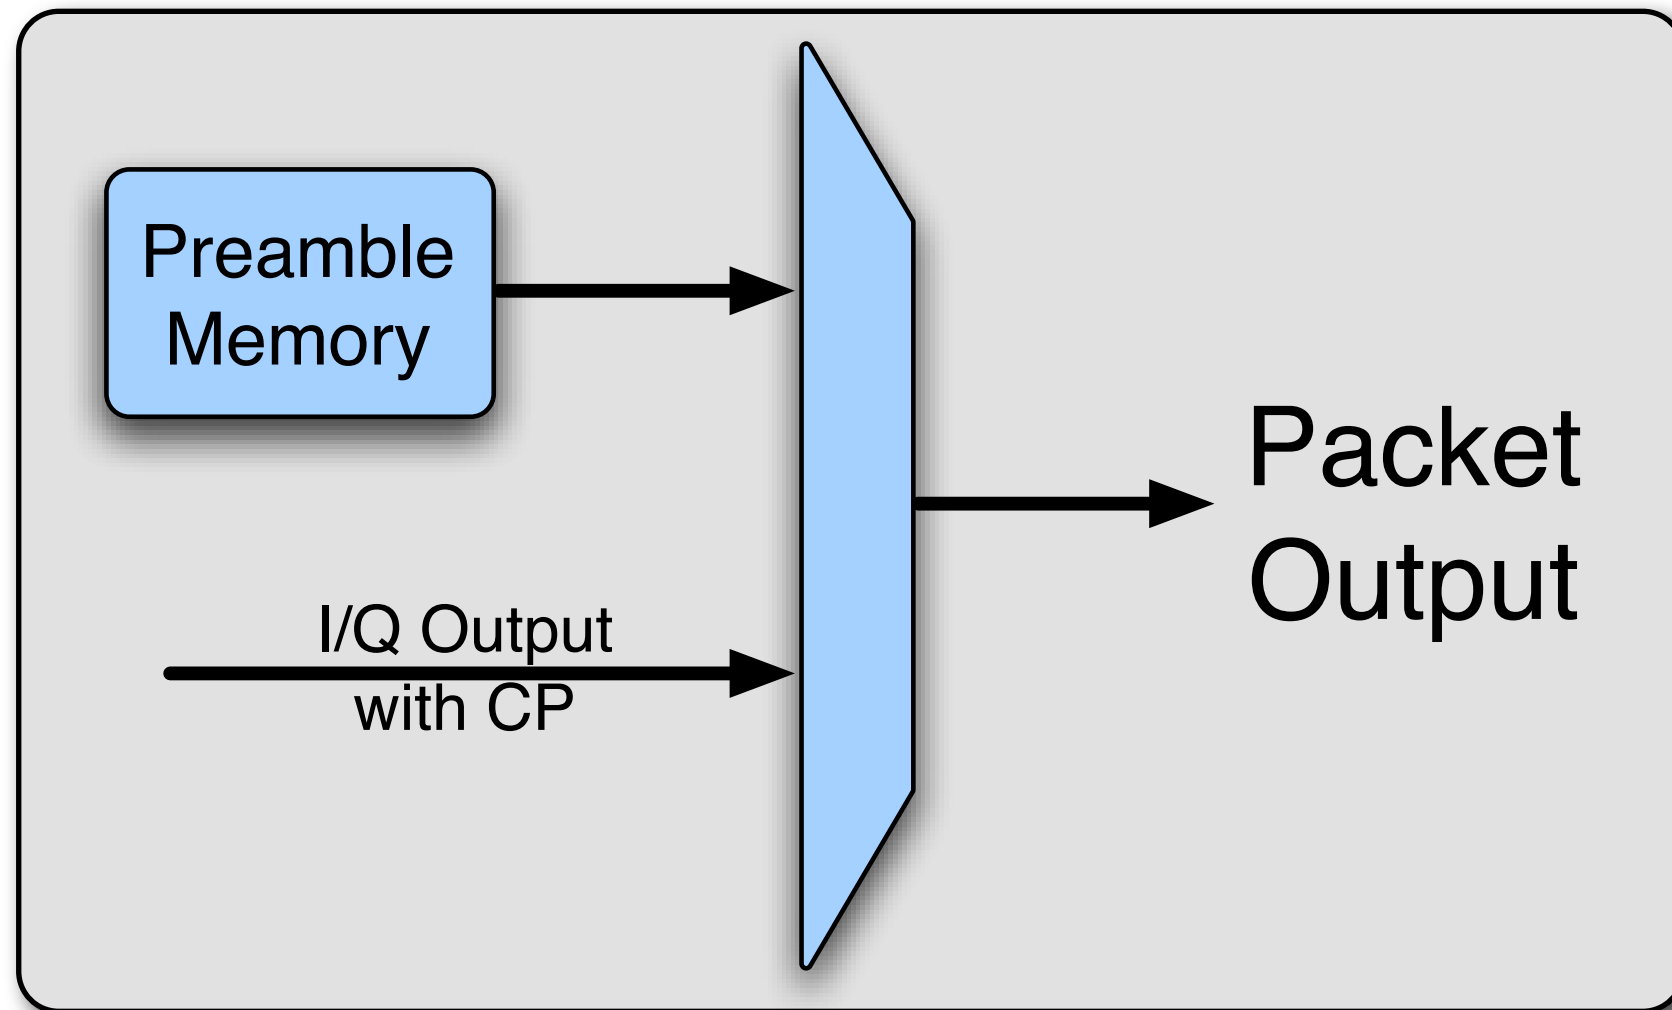 Preamble
Memory
I/Q Output
with CP
Packet
Output